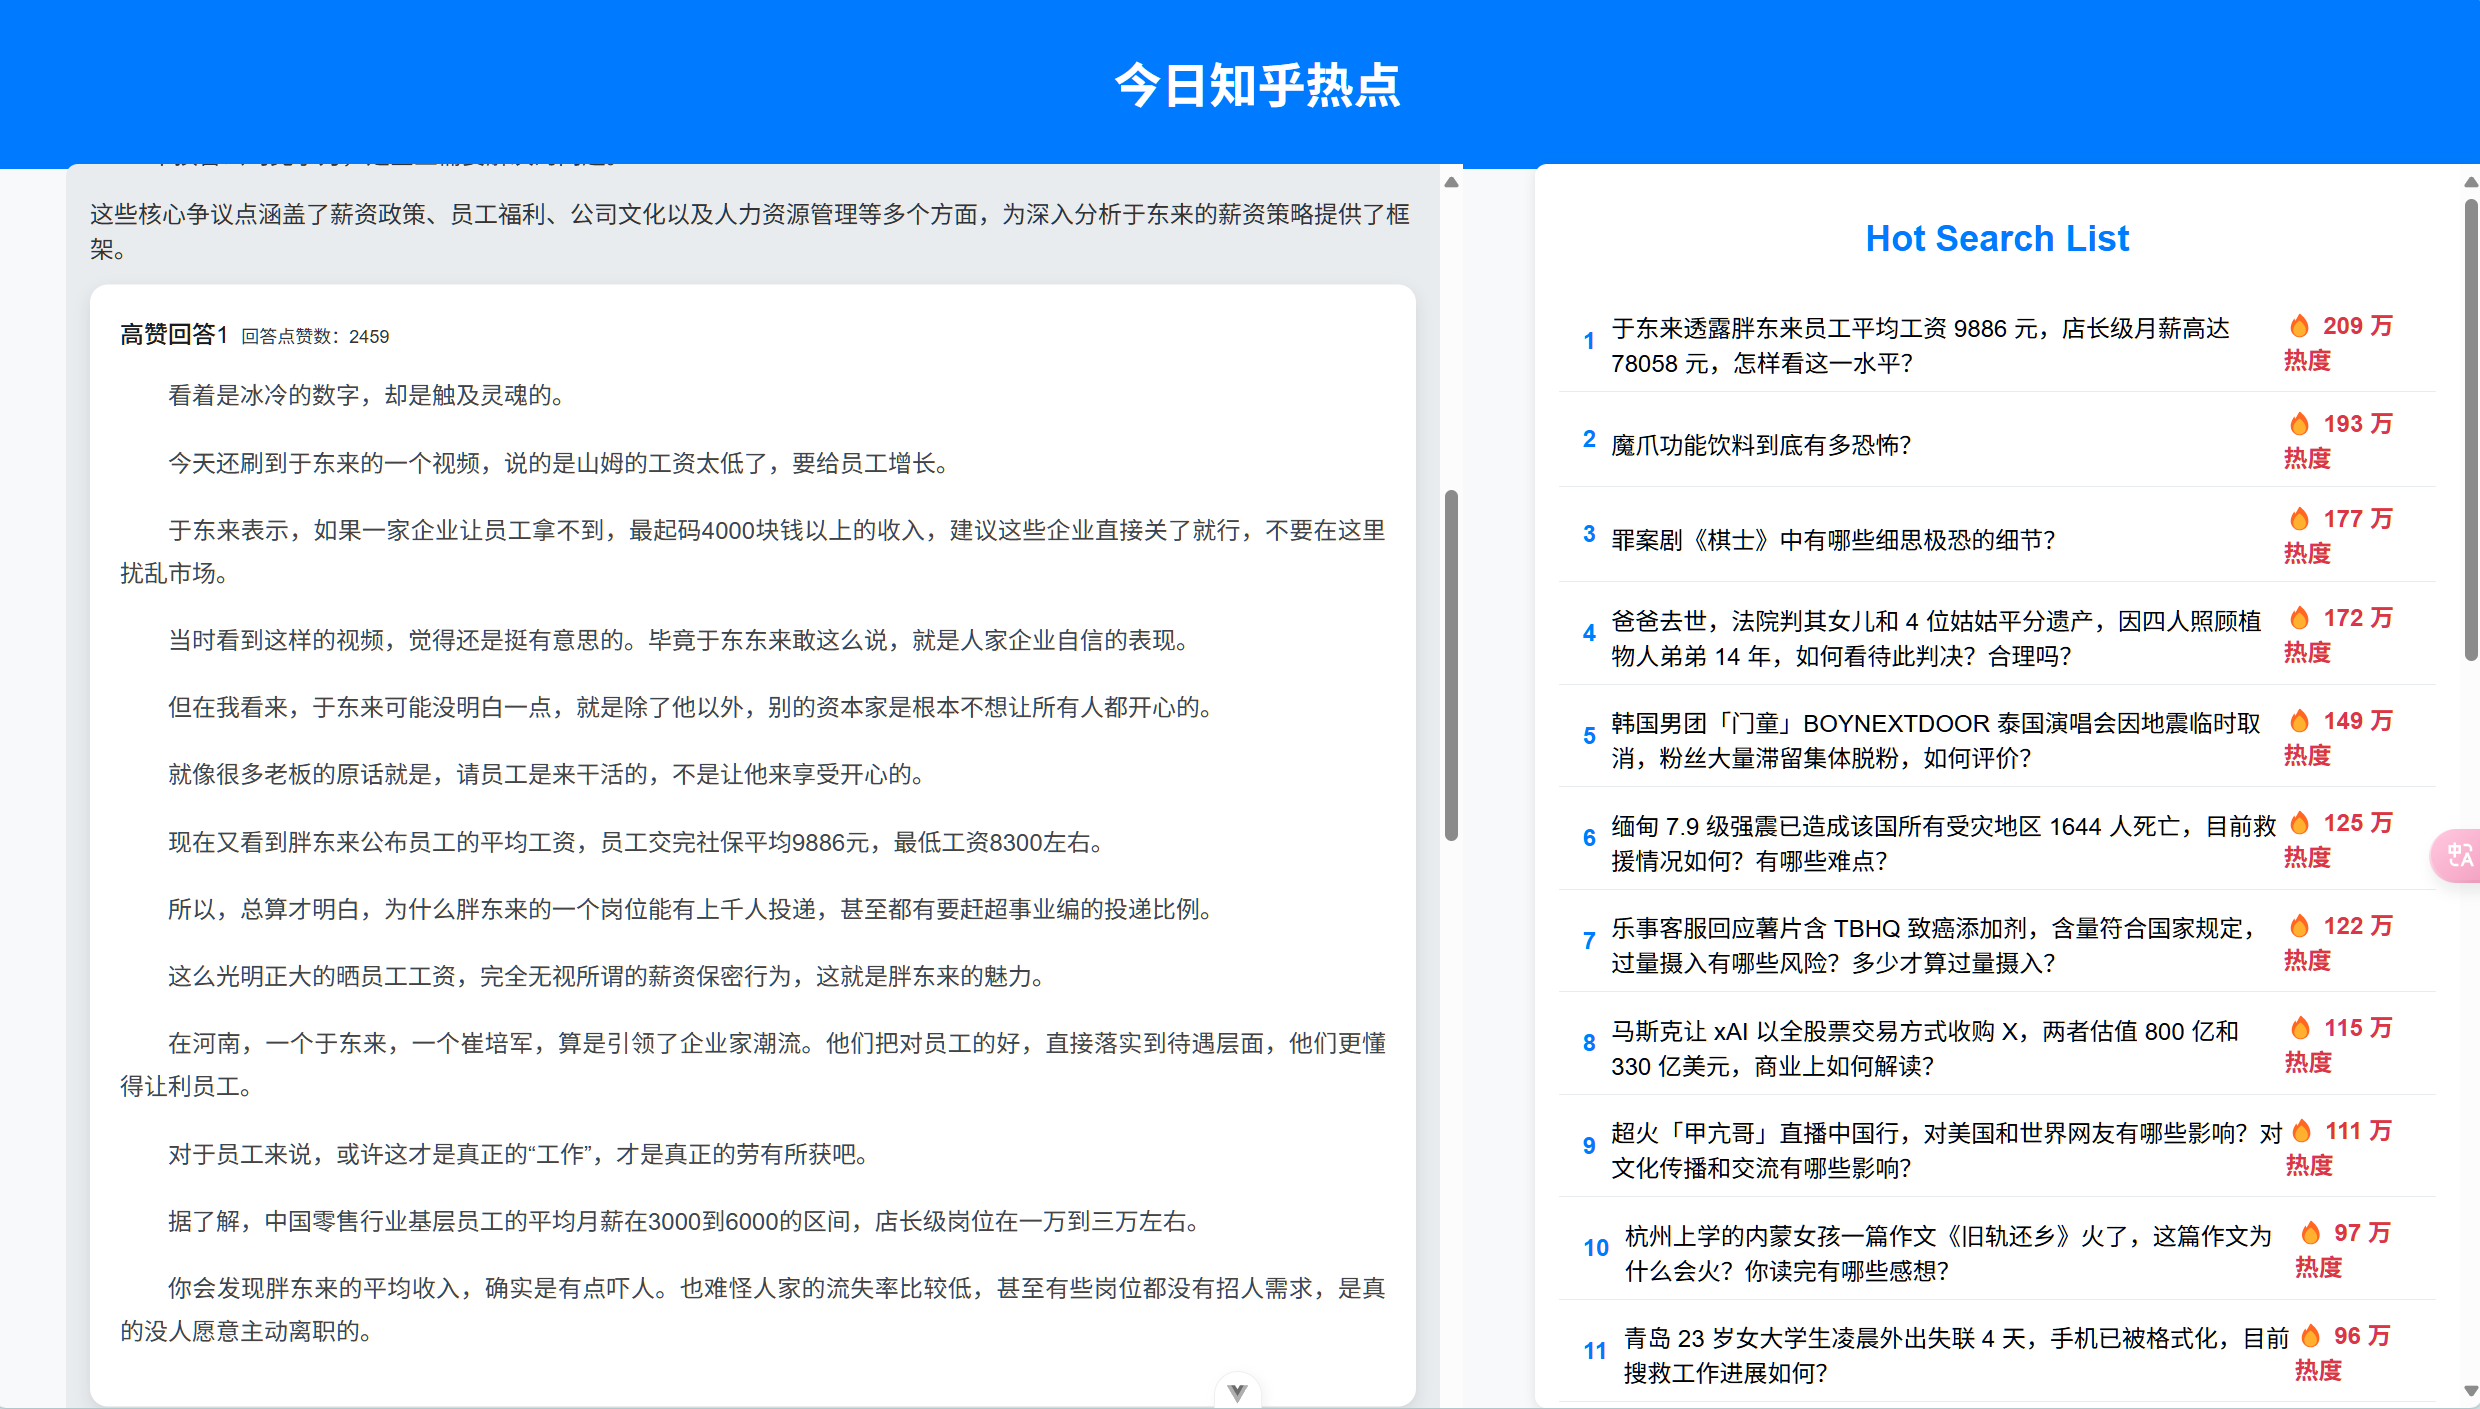 今日知乎热点
这些核心争议点涵盖了薪资政策、员工福利、公司文化以及人力资源管理等多个方面，为深入分析于东来的薪资策略提供了框
架。
高赞回答1 回答点赞数：2459
看着是冰冷的数字，却是触及灵魂的。
今天还刷到于东来的一个视频，说的是山姆的工资太低了，要给员工增长。
于东来表示，如果一家企业让员工拿不到，最起码4000块钱以上的收入，建议这些企业直接关了就行，不要在这里
扰乱市场。
当时看到这样的视频，觉得还是挺有意思的。毕竟于东东来敢这么说，就是人家企业自信的表现。
但在我看来，于东来可能没明白一点，就是除了他以外，别的资本家是根本不想让所有人都开心的。
就像很多老板的原话就是，请员工是来干活的，不是让他来享受开心的。
现在又看到胖东来公布员工的平均工资，员工交完社保平均9886元，最低工资8300左右。
所以，总算才明白，为什么胖东来的一个岗位能有上千人投递，甚至都有要赶超事业编的投递比例。
这么光明正大的晒员工工资，完全无视所谓的薪资保密行为，这就是胖东来的魅力。
在河南，一个于东来，一个崔培军，算是引领了企业家潮流。他们把对员工的好，直接落实到待遇层面，他们更懂
得让利员工。
对于员工来说，或许这才是真正的“工作”，才是真正的劳有所获吧。
据了解，中国零售行业基层员工的平均月薪在3000到6000的区间，店长级岗位在一万到三万左右。
你会发现胖东来的平均收入，确实是有点吓人。也难怪人家的流失率比较低，甚至有些岗位都没有招人需求，是真
的没人愿意主动离职的。
Hot Search List
1 于东来透露胖东来员工平均工资 9886 元，店长级月薪高达 209 万
78058 元，怎样看这一水平？ 热度
2 魔爪功能饮料到底有多恐怖？ 193 万
热度
3 罪案剧《棋士》中有哪些细思极恐的细节？ 177 万
热度
4 爸爸去世，法院判其女儿和 4 位姑姑平分遗产，因四人照顾植 172 万
物人弟弟 14 年，如何看待此判决？合理吗？ 热度
5 韩国男团「门童」BOYNEXTDOOR 泰国演唱会因地震临时取 149 万
消，粉丝大量滞留集体脱粉，如何评价？ 热度
6 缅甸 7.9 级强震已造成该国所有受灾地区 1644 人死亡，目前救 125 万
援情况如何？有哪些难点？ 热度
7 乐事客服回应薯片含 TBHQ 致癌添加剂，含量符合国家规定， 122 万
过量摄入有哪些风险？多少才算过量摄入？ 热度
8 马斯克让 xAI 以全股票交易方式收购 X，两者估值 800 亿和 115 万
330 亿美元，商业上如何解读？ 热度
9 超火「甲亢哥」直播中国行，对美国和世界网友有哪些影响？对 111 万
文化传播和交流有哪些影响？ 热度
10 杭州上学的内蒙女孩一篇作文《旧轨还乡》火了，这篇作文为 97 万
什么会火？你读完有哪些感想？ 热度
11 青岛 23 岁女大学生凌晨外出失联 4 天，手机已被格式化，目前 96 万
搜救工作进展如何？ 热度